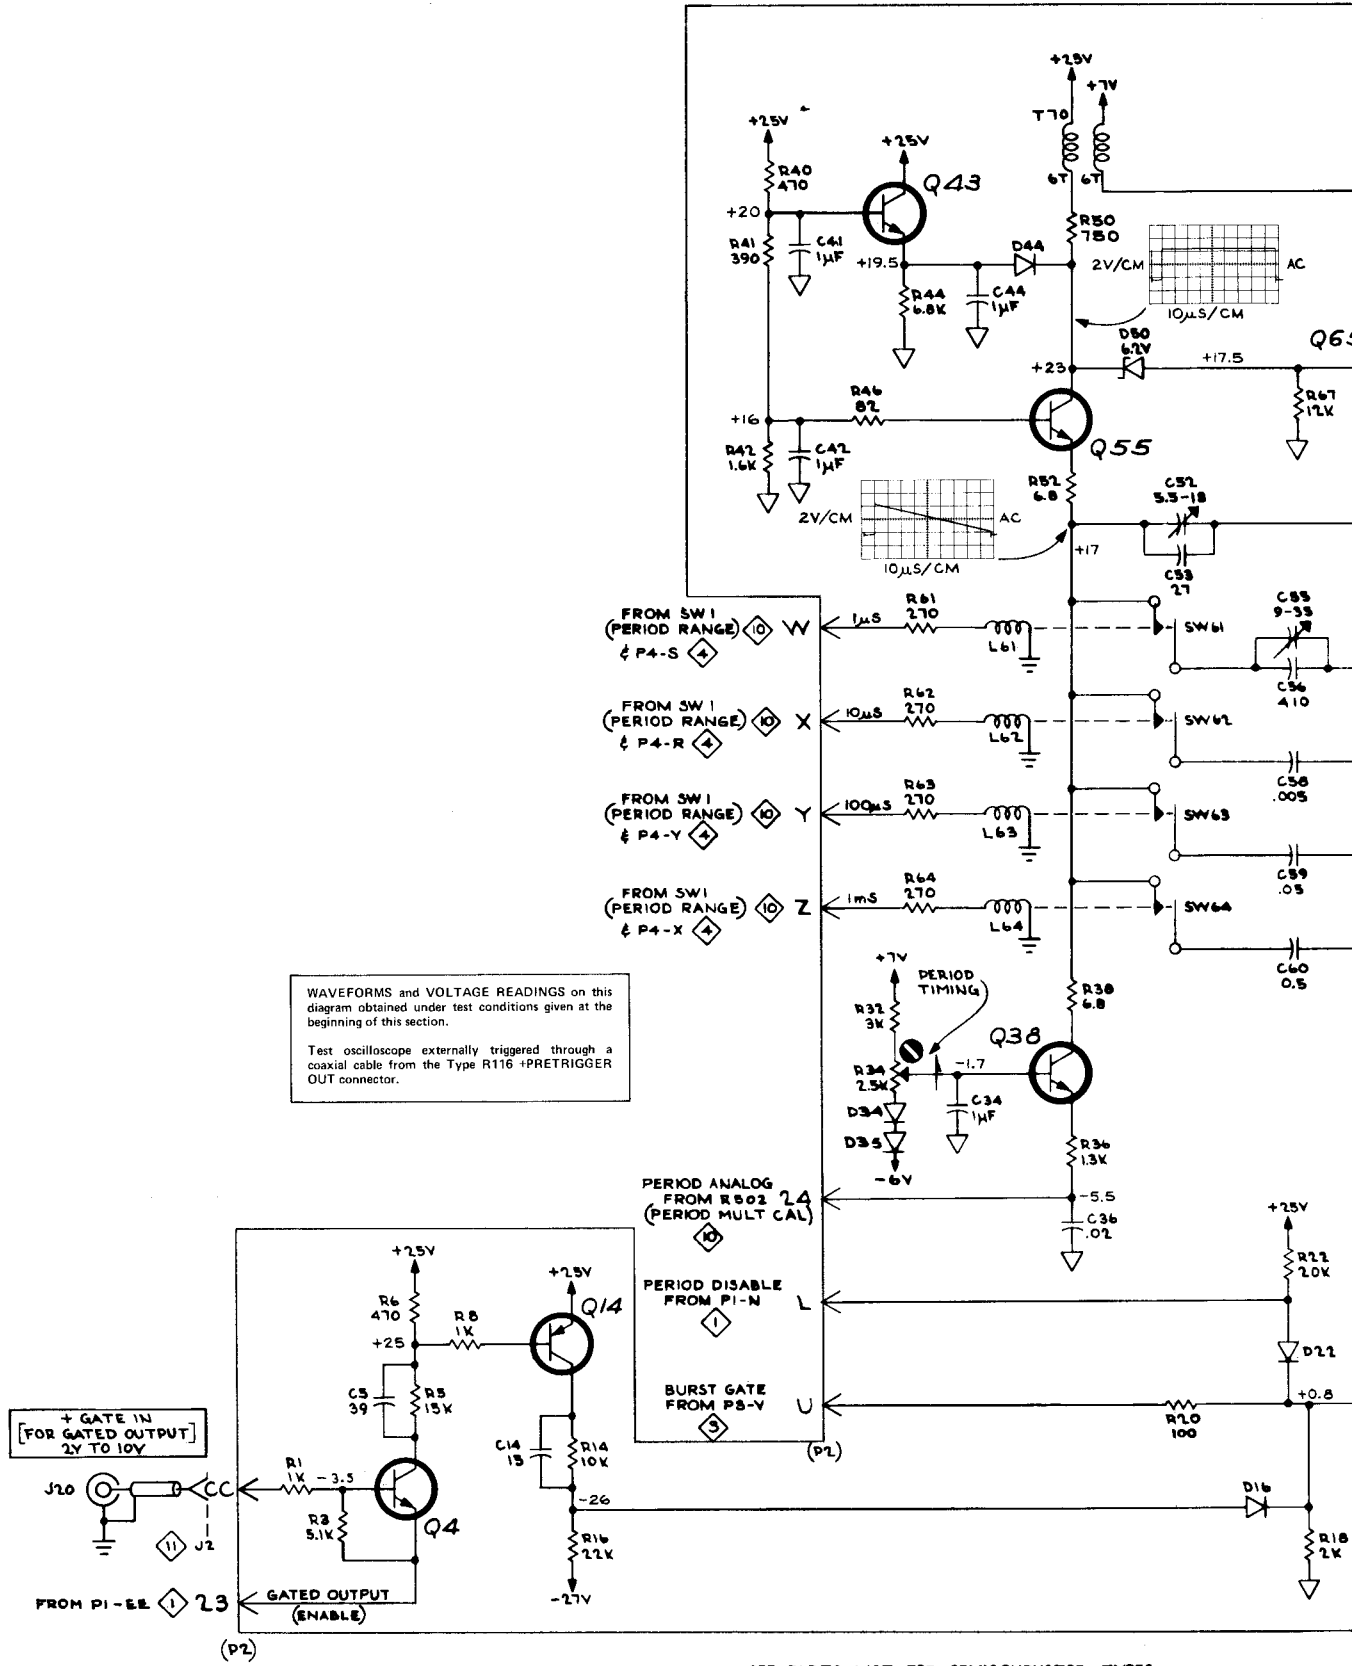 +25V
+7V
T70
6T 6T
+25V
R40
470
+25V
Q43
+20
R41
390
C41
1µF
+19.5
D44
R50
750
2V/CM
AC
10µS/CM
R44
6.8K
C44
1µF
D50
6.2V
+23
+17.5
R67
12K
R46
82
+16
R42
1.6K
C42
1µF
Q55
R52
6.8
2V/CM
AC
10µS/CM
+17
C52
5.5-18
C53
27
FROM SW1
(PERIOD RANGE) 10 W
& P4-S 4
1µS
R61
270
L61
SW61
C55
9-35
C56
410
FROM SW1
(PERIOD RANGE) 10 X
& P4-R 4
10µS
R62
270
L62
SW62
C58
.005
FROM SW1
(PERIOD RANGE) 10 Y
& P4-Y 4
100µS
R63
270
L63
SW63
C59
.05
FROM SW1
(PERIOD RANGE) 10 Z
& P4-X 4
1mS
R64
270
L64
SW64
C60
0.5
WAVEFORMS and VOLTAGE READINGS on this
diagram obtained under test conditions given at the
beginning of this section.
Test oscilloscope externally triggered through a
coaxial cable from the Type R116 +PRETRIGGER
OUT connector.
+7V
PERIOD
TIMING
R32
3K
R34
2.5K
D34
D35
-6V
-1.7
C34
1µF
R38
6.8
Q38
R36
1.3K
-5.5
C36
.02
PERIOD ANALOG
FROM R502 24
(PERIOD MULT CAL)
10
PERIOD DISABLE
FROM P1-N L
1
BURST GATE
FROM P5-V U
(P2)
+25V
R22
20K
D22
+0.8
R20
100
D16
R18
2K
+25V
R6
470
+25
R8
1K
+25V
Q14
C5
39
R5
15K
C14
15
R14
10K
-26
R16
22K
-27V
+ GATE IN
[FOR GATED OUTPUT]
2V TO 10V
J20
CC
11 J2
R1
1K
-3.5
R3
5.1K
Q4
FROM P1-EE 1 23
GATED OUTPUT
(ENABLE)
(P2)